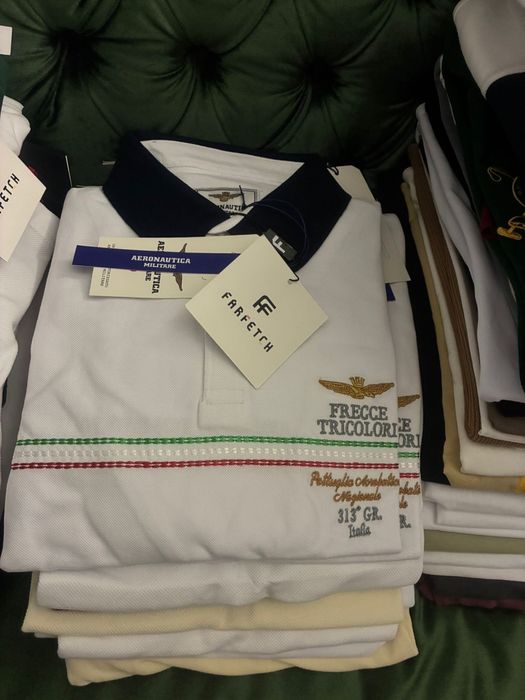 FARFETCH
AERONAUTICA
MILITARE
FARFETCH
FRECCE
TRICOLORI
Pattuglia Acrobatica
Nazionale
313° GR.
Italia